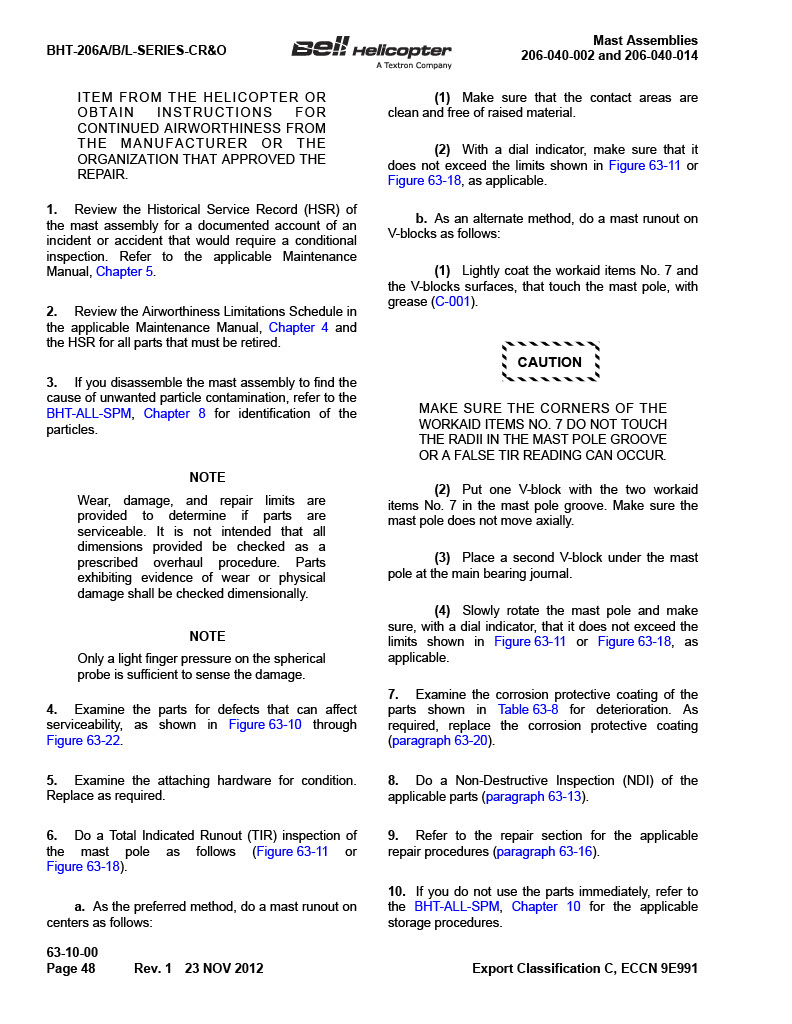 BHT-206A/B/L-SERIES-CR&O
Bell Helicopter
A Textron Company
Mast Assemblies
206-040-002 and 206-040-014
ITEM FROM THE HELICOPTER OR
OBTAIN INSTRUCTIONS FOR
CONTINUED AIRWORTHINESS FROM
THE MANUFACTURER OR THE
ORGANIZATION THAT APPROVED THE
REPAIR.
1. Review the Historical Service Record (HSR) of
the mast assembly for a documented account of an
incident or accident that would require a conditional
inspection. Refer to the applicable Maintenance
Manual, Chapter 5.
2. Review the Airworthiness Limitations Schedule in
the applicable Maintenance Manual, Chapter 4 and
the HSR for all parts that must be retired.
3. If you disassemble the mast assembly to find the
cause of unwanted particle contamination, refer to the
BHT-ALL-SPM, Chapter 8 for identification of the
particles.
NOTE
Wear, damage, and repair limits are
provided to determine if parts are
serviceable. It is not intended that all
dimensions provided be checked as a
prescribed overhaul procedure. Parts
exhibiting evidence of wear or physical
damage shall be checked dimensionally.
NOTE
Only a light finger pressure on the spherical
probe is sufficient to sense the damage.
4. Examine the parts for defects that can affect
serviceability, as shown in Figure 63-10 through
Figure 63-22.
5. Examine the attaching hardware for condition.
Replace as required.
6. Do a Total Indicated Runout (TIR) inspection of
the mast pole as follows (Figure 63-11 or
Figure 63-18).
a. As the preferred method, do a mast runout on
centers as follows:
(1) Make sure that the contact areas are
clean and free of raised material.
(2) With a dial indicator, make sure that it
does not exceed the limits shown in Figure 63-11 or
Figure 63-18, as applicable.
b. As an alternate method, do a mast runout on
V-blocks as follows:
(1) Lightly coat the workaid items No. 7 and
the V-blocks surfaces, that touch the mast pole, with
grease (C-001).
CAUTION
MAKE SURE THE CORNERS OF THE
WORKAID ITEMS NO. 7 DO NOT TOUCH
THE RADII IN THE MAST POLE GROOVE
OR A FALSE TIR READING CAN OCCUR.
(2) Put one V-block with the two workaid
items No. 7 in the mast pole groove. Make sure the
mast pole does not move axially.
(3) Place a second V-block under the mast
pole at the main bearing journal.
(4) Slowly rotate the mast pole and make
sure, with a dial indicator, that it does not exceed the
limits shown in Figure 63-11 or Figure 63-18, as
applicable.
7. Examine the corrosion protective coating of the
parts shown in Table 63-8 for deterioration. As
required, replace the corrosion protective coating
(paragraph 63-20).
8. Do a Non-Destructive Inspection (NDI) of the
applicable parts (paragraph 63-13).
9. Refer to the repair section for the applicable
repair procedures (paragraph 63-16).
10. If you do not use the parts immediately, refer to
the BHT-ALL-SPM, Chapter 10 for the applicable
storage procedures.
63-10-00
Page 48 Rev. 1 23 NOV 2012
Export Classification C, ECCN 9E991